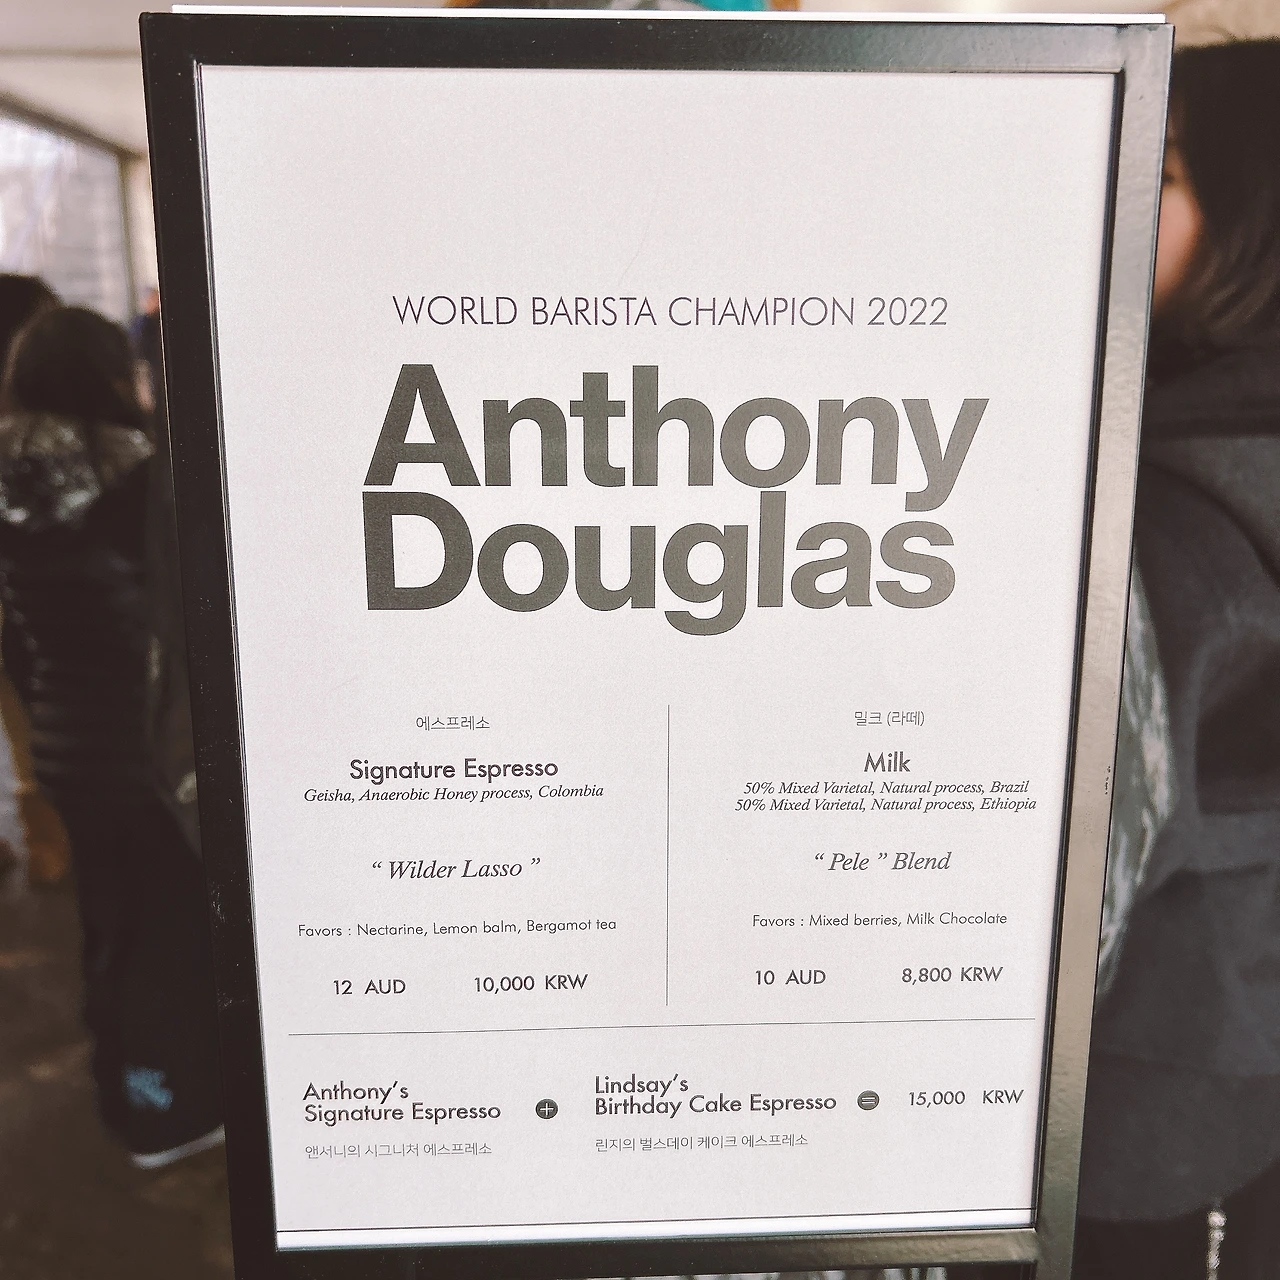 WORLD BARISTA CHAMPION 2022
Anthony
Douglas
에스프레소
Signature Espresso
Geisha, Anaerobic Honey process, Colombia
“ Wilder Lasso ”
Favors : Nectarine, Lemon balm, Bergamot tea
12 AUD 10,000 KRW
밀크 (라떼)
Milk
50% Mixed Varietal, Natural process, Brazil
50% Mixed Varietal, Natural process, Ethiopia
“ Pele ” Blend
Favors : Mixed berries, Milk Chocolate
10 AUD 8,800 KRW
Anthony’s
Signature Espresso
앤서니의 시그니처 에스프레소
+
Lindsay’s
Birthday Cake Espresso
린지의 벌스데이 케이크 에스프레소
= 15,000 KRW